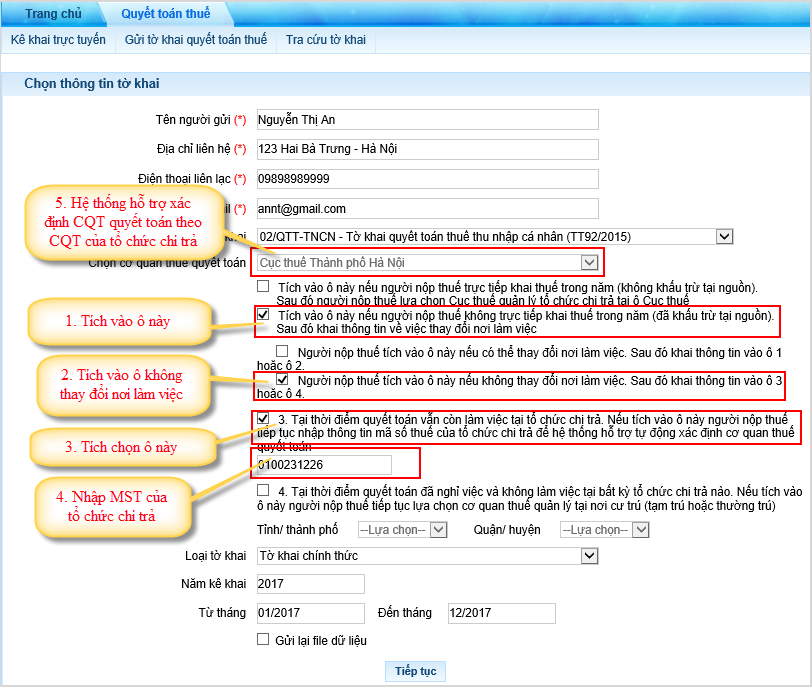 Trang chủ
Quyết toán thuế
Kê khai trực tuyến
Gửi tờ khai quyết toán thuế
Tra cứu tờ khai
Chọn thông tin tờ khai
Tên người gửi (*)
Nguyễn Thị An
Địa chỉ liên hệ (*)
123 Hai Bà Trưng - Hà Nội
Điện thoại liên lạc (*)
09898989999
(*)
annt@gmail.com
5. Hệ thống hỗ trợ xác
định CQT quyết toán theo
CQT của tổ chức chi trả
khai
02/QTT-TNCN - Tờ khai quyết toán thuế thu nhập cá nhân (TT92/2015)
Chọn cơ quan thuế quyết toán
Cục thuế Thành phố Hà Nội
Tích vào ô này nếu người nộp thuế trực tiếp khai thuế trong năm (không khấu trừ tại nguồn).
Sau đó người nộp thuế lựa chọn Cục thuế quản lý tổ chức chi trả tại ô Cục thuế
1. Tích vào ô này
Tích vào ô này nếu người nộp thuế không trực tiếp khai thuế trong năm (đã khấu trừ tại nguồn).
Sau đó khai thông tin về việc thay đổi nơi làm việc
Người nộp thuế tích vào ô này nếu có thể thay đổi nơi làm việc. Sau đó khai thông tin vào ô 1
hoặc ô 2.
2. Tích vào ô không
thay đổi nơi làm việc
Người nộp thuế tích vào ô này nếu không thay đổi nơi làm việc. Sau đó khai thông tin vào ô 3
hoặc ô 4.
3. Tích chọn ô này
3. Tại thời điểm quyết toán vẫn còn làm việc tại tổ chức chi trả. Nếu tích vào ô này người nộp thuế
tiếp tục nhập thông tin mã số thuế của tổ chức chi trả để hệ thống hỗ trợ tự động xác định cơ quan thuế
quyết toán
0100231226
4. Nhập MST của
tổ chức chi trả
4. Tại thời điểm quyết toán đã nghỉ việc và không làm việc tại bất kỳ tổ chức chi trả nào. Nếu tích vào
ô này người nộp thuế tiếp tục lựa chọn cơ quan thuế quản lý tại nơi cư trú (tạm trú hoặc thường trú)
Tỉnh/ thành phố
--Lựa chọn--
Quận/ huyện
--Lựa chọn--
Loại tờ khai
Tờ khai chính thức
Năm kê khai
2017
Từ tháng
01/2017
Đến tháng
12/2017
Gửi lại file dữ liệu
Tiếp tục